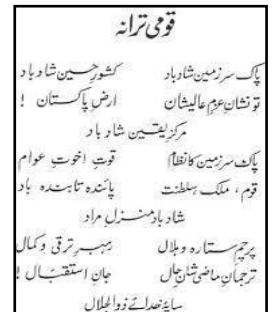 قومی ترانہ
پاک سرزمین شاد باد کشورِ حسین شاد باد
تو نشانِ عزمِ عالیشان ارضِ پاکستان !
مرکزِ یقین شاد باد
پاک سرزمین کا نظام قوتِ اخوتِ عوام
قوم ، ملک ، سلطنت پائندہ تابندہ باد
شاد باد منزلِ مراد
پرچمِ ستارہ و ہلال رہبرِ ترقی و کمال
ترجمانِ ماضی شانِ حال جانِ استقبال !
سایۂ خدائے ذوالجلال